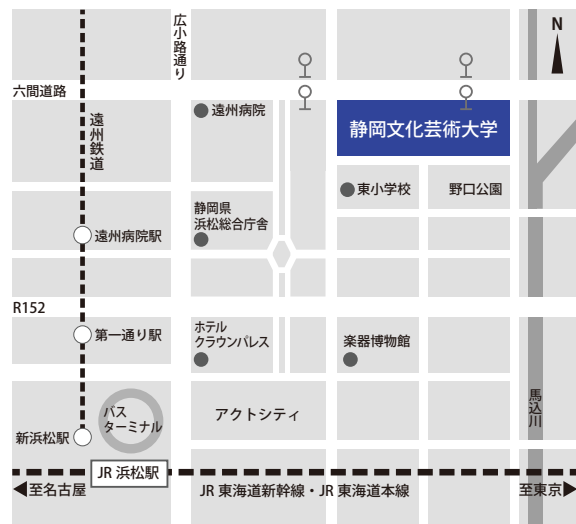 広小路通り
N
六間道路
遠州鉄道
遠州病院
静岡文化芸術大学
東小学校
野口公園
静岡県
浜松総合庁舎
遠州病院駅
R152
第一通り駅
ホテル
クラウンパレス
楽器博物館
馬込川
バス
ターミナル
アクトシティ
新浜松駅
JR 浜松駅
至名古屋
JR 東海道新幹線・JR 東海道本線
至東京